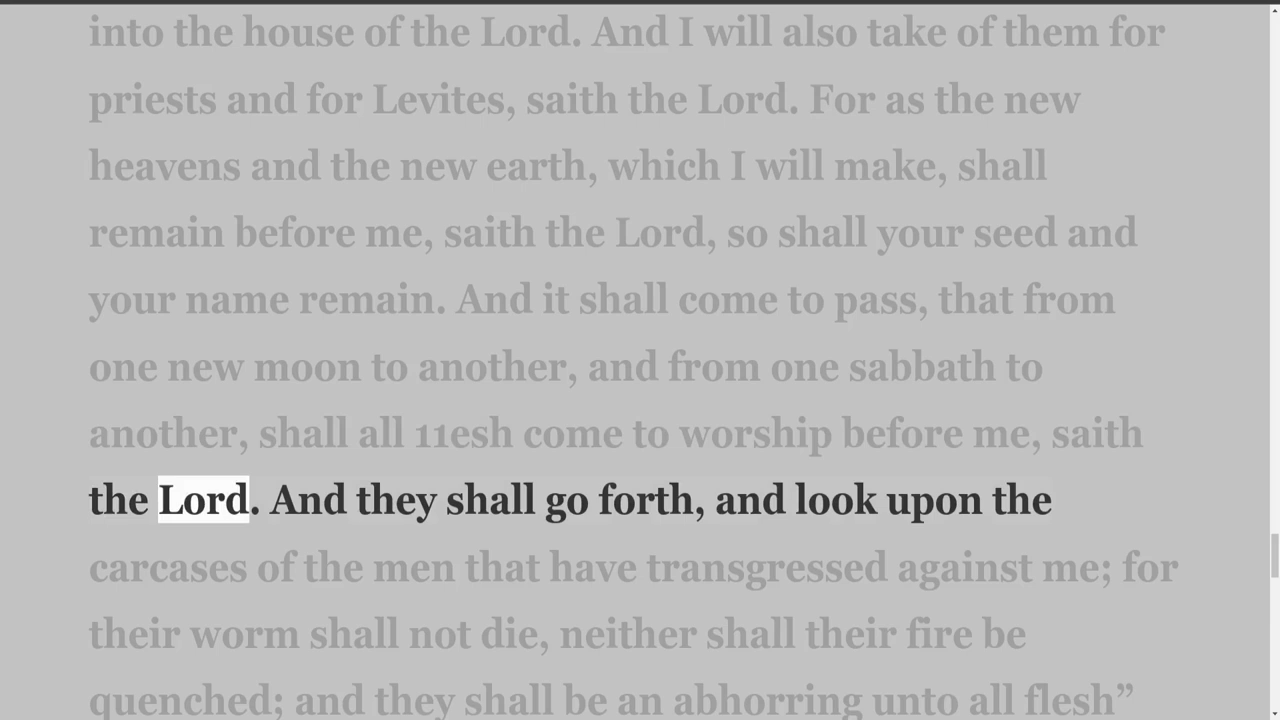 into the house of the Lord. And I will also take of them for
priests and for Levites, saith the Lord. For as the new
heavens and the new earth, which I will make, shall
remain before me, saith the Lord, so shall your seed and
your name remain. And it shall come to pass, that from
one new moon to another, and from one sabbath to
another, shall all 11esh come to worship before me, saith
the Lord. And they shall go forth, and look upon the
carcases of the men that have transgressed against me; for
their worm shall not die, neither shall their fire be
quenched; and they shall be an abhorring unto all flesh”